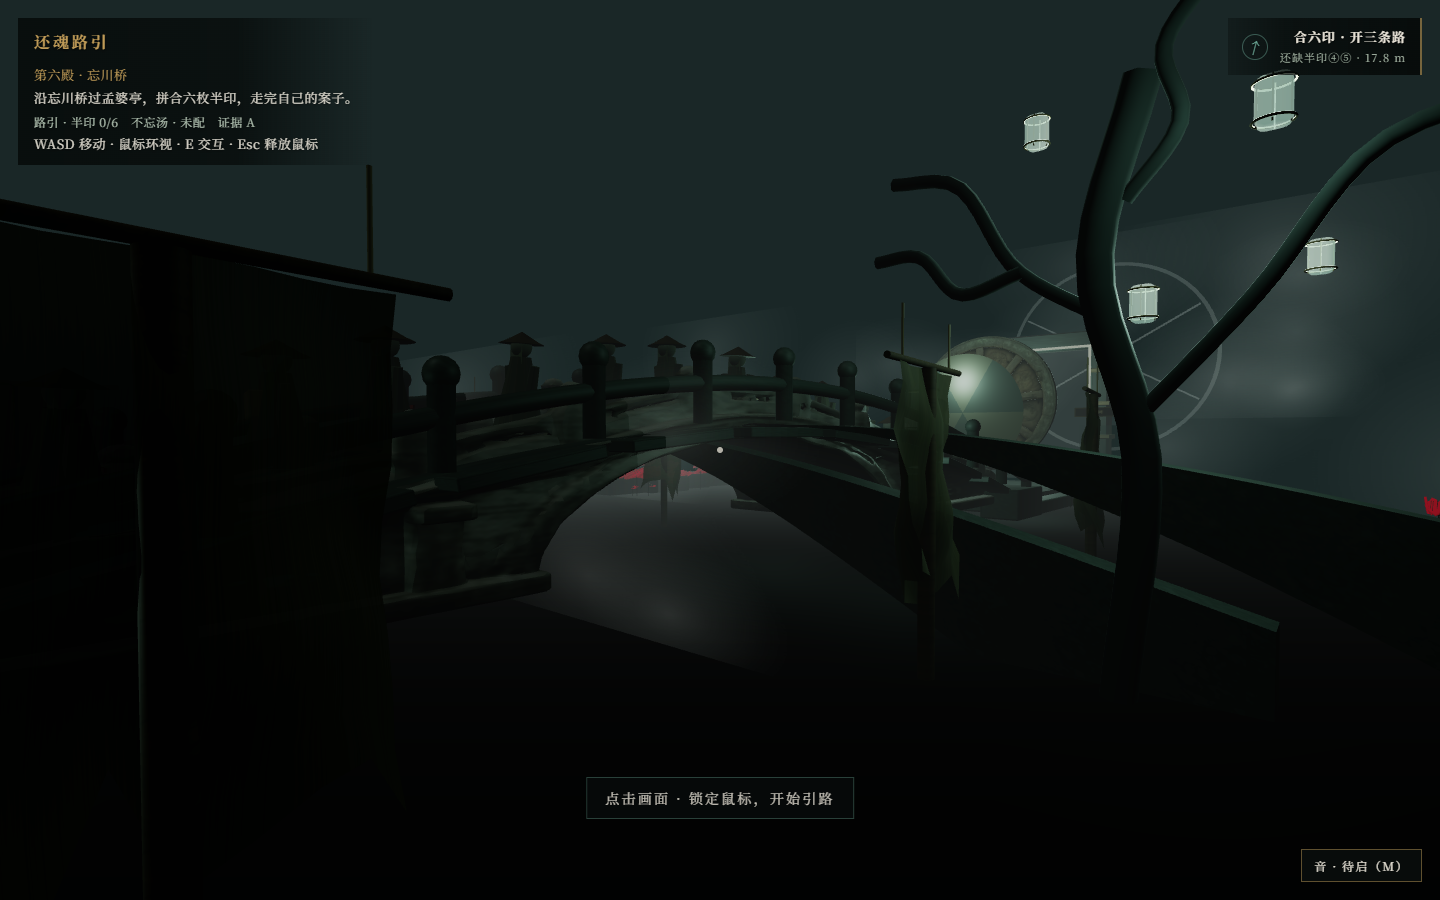 还魂路引
第六殿 · 忘川桥
沿忘川桥过孟婆亭，拼合六枚半印，走完自己的案子。
路引 · 半印 0/6 不忘汤 · 未配 证据 A
WASD 移动 · 鼠标环视 · E 交互 · Esc 释放鼠标
合六印 · 开三条路
还缺半印④⑤ · 17.8 m
点击画面 · 锁定鼠标，开始引路
音 · 待启（M）